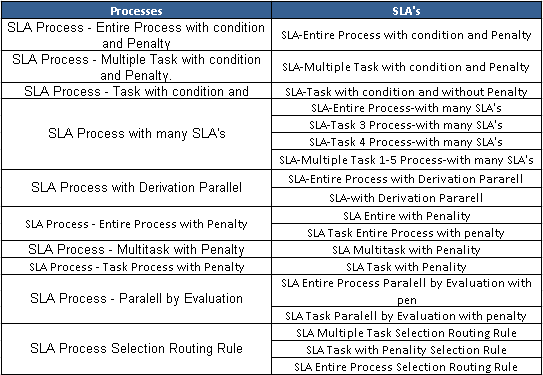 Processes SLA's
SLA Process - Entire Process with condition
and Penalty
SLA-Entire Process with condition and Penalty
SLA Process - Multiple Task with condition
and Penalty.
SLA-Multiple Task with condition and Penalty
SLA Process - Task with condition and
SLA-Task with condition and without Penalty
SLA Process with many SLA's
SLA-Entire Process-with many SLA's
SLA-Task 3 Process-with many SLA's
SLA-Task 4 Process-with many SLA's
SLA-Multiple Task 1-5 Process-with many SLA's
SLA Process with Derivation Parallel
SLA-Entire Process with Derivation Pararell
SLA-with Derivation Pararell
SLA Process - Entire Process with Penalty
SLA Entire with Penality
SLA Task Entire Process with penalty
SLA Process - Multitask with Penalty
SLA Multitask with Penality
SLA Process - Task Process with Penalty
SLA Task with Penality
SLA Process - Paralell by Evaluation
SLA Entire Process Paralell by Evaluation with
pen
SLA Task Paralell by Evaluation with penalty
SLA Process Selection Routing Rule
SLA Multiple Task Selection Routing Rule
SLA Task with Penality Selection Rule
SLA Entire Process Selection Routing Rule